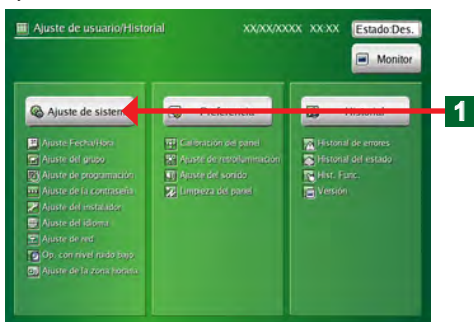 Ajuste de usuario/Historial
XX/XX/XXXX XX:XX
Estado:Des.
Monitor
1
Ajuste de sistem
Preferencia
Historial
Ajuste Fecha/Hora
Ajuste del grupo
Ajuste de programación
Ajuste de la contraseña
Ajuste del instalador
Ajuste del idioma
Ajuste de red
Op. con nivel ruido bajo
Ajuste de la zona horaria
Calibración del panel
Ajuste de retroiluminación
Ajuste del sonido
Limpieza del panel
Historial de errores
Historial del estado
Hist. Func.
Versión